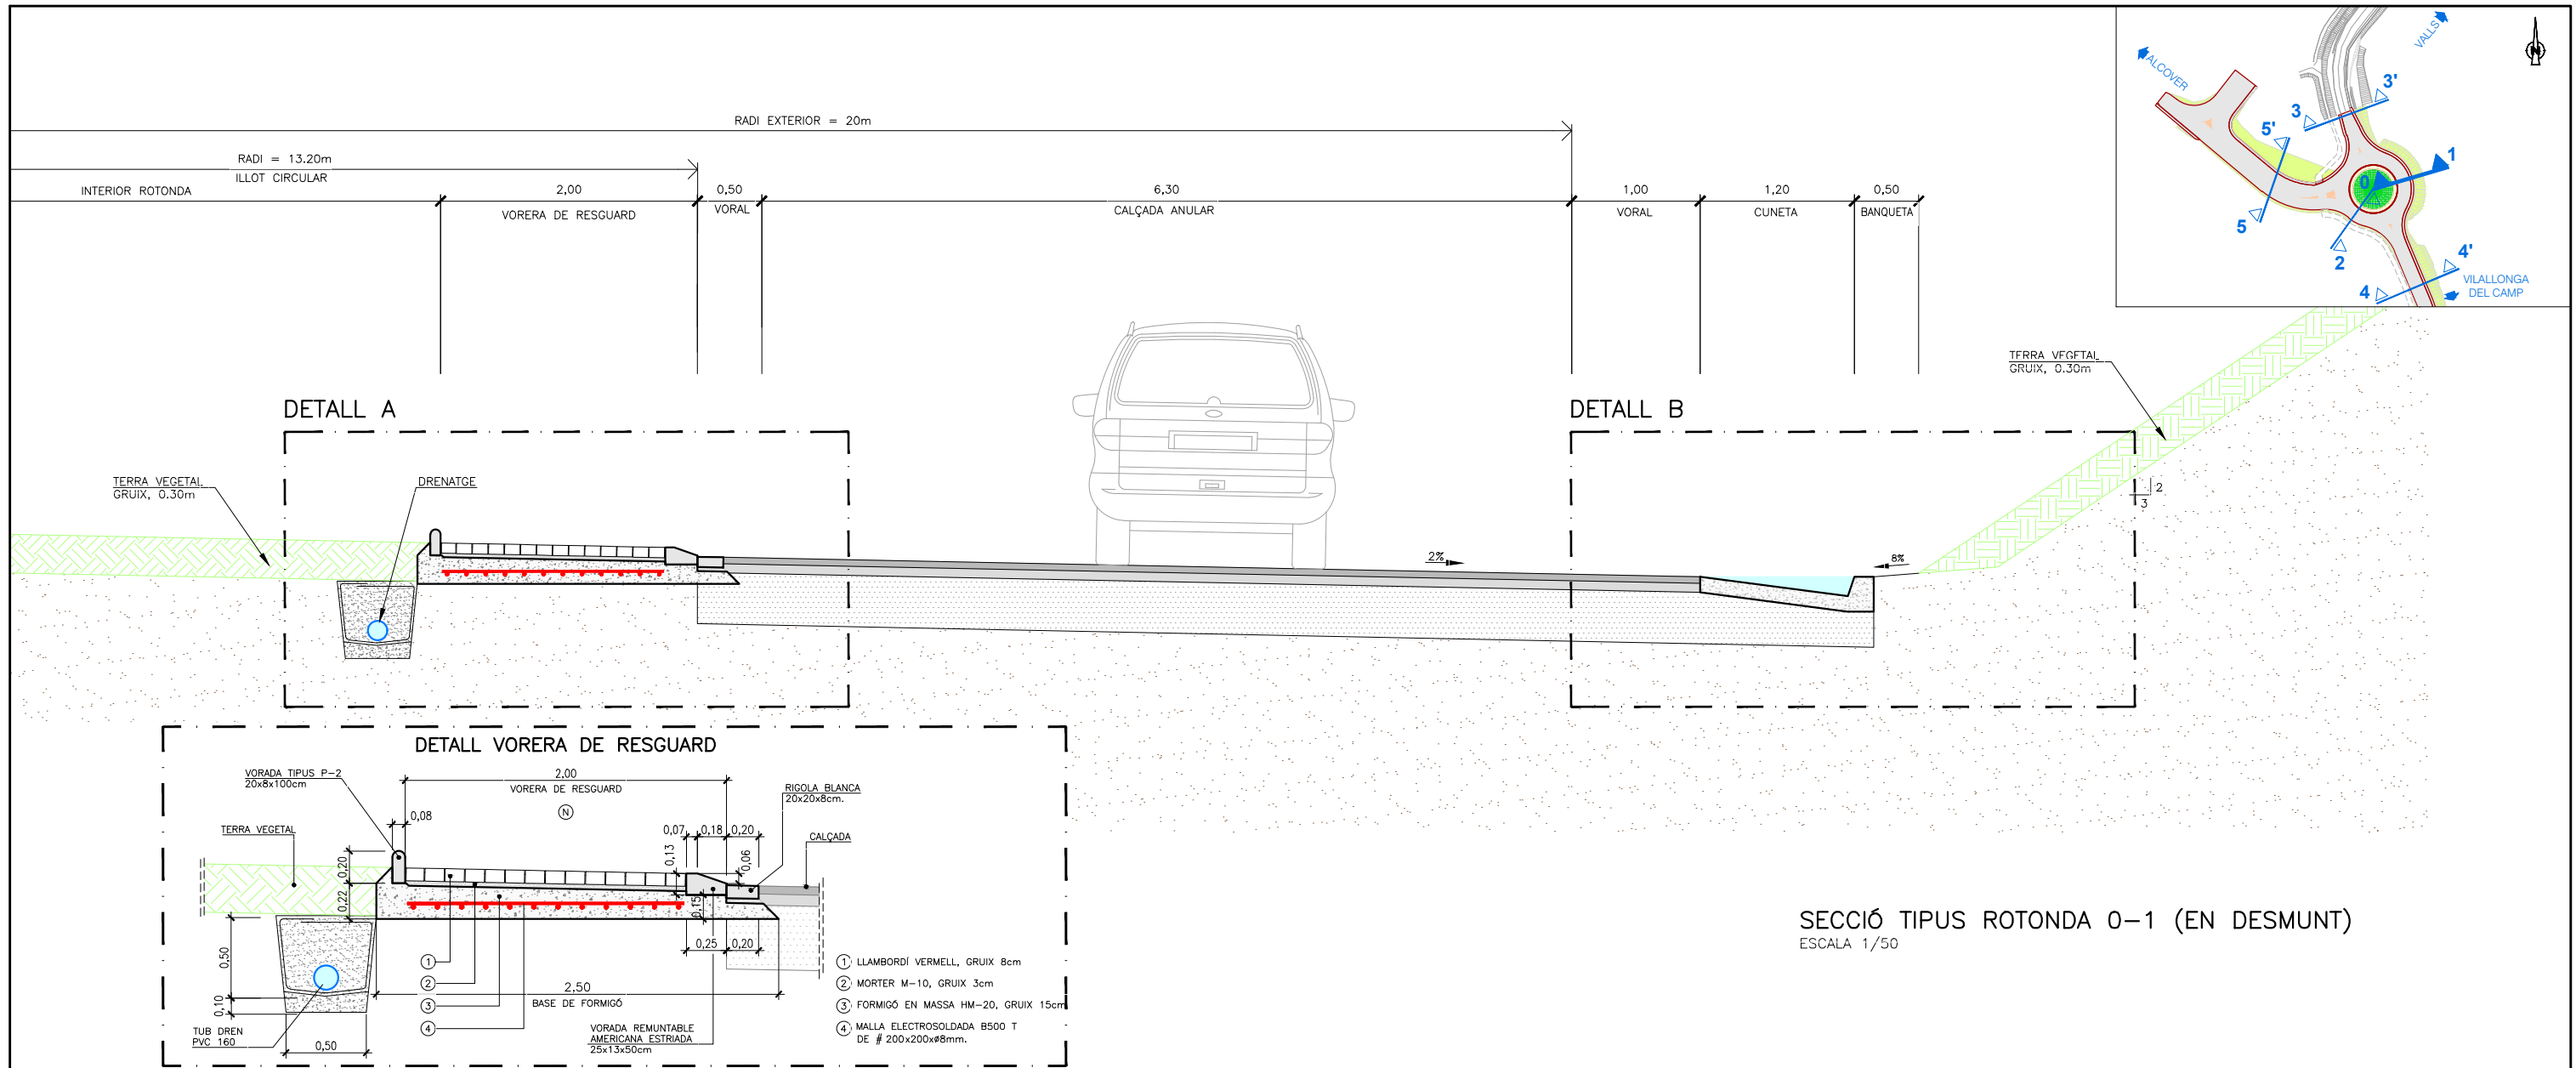 RADI EXTERIOR = 20m
RADI = 13.20m
ILLOT CIRCULAR
INTERIOR ROTONDA
2,00
VORERA DE RESGUARD
0,50
VORAL
6,30
CALÇADA ANULAR
1,00
VORAL
1,20
CUNETA
0,50
BANQUETA
ALCOVER
VALLS
N
3'
3
5'
1
0
5
2
4'
4
VILALLONGA
DEL CAMP
TERRA VEGETAL
GRUIX, 0.30m
DETALL A
DETALL B
TERRA VEGETAL
GRUIX, 0.30m
DRENATGE
2
3
2%
8%
DETALL VORERA DE RESGUARD
VORADA TIPUS P-2
20x8x100cm
2,00
VORERA DE RESGUARD
N
RIGOLA BLANCA
20x20x8cm.
0,08
TERRA VEGETAL
0,07
0,18
0,20
CALÇADA
0,20
0,13
0,06
0,22
0,15
0,50
0,25
0,20
0,10
2,50
BASE DE FORMIGÓ
TUB DREN
PVC 160
0,50
1
2
3
4
VORADA REMUNTABLE
AMERICANA ESTRIADA
25x13x50cm
1 LLAMBORDÍ VERMELL, GRUIX 8cm
2 MORTER M-10, GRUIX 3cm
3 FORMIGÓ EN MASSA HM-20, GRUIX 15cm
4 MALLA ELECTROSOLDADA B500 T
DE # 200x200xø8mm.
SECCIÓ TIPUS ROTONDA 0-1 (EN DESMUNT)
ESCALA 1/50